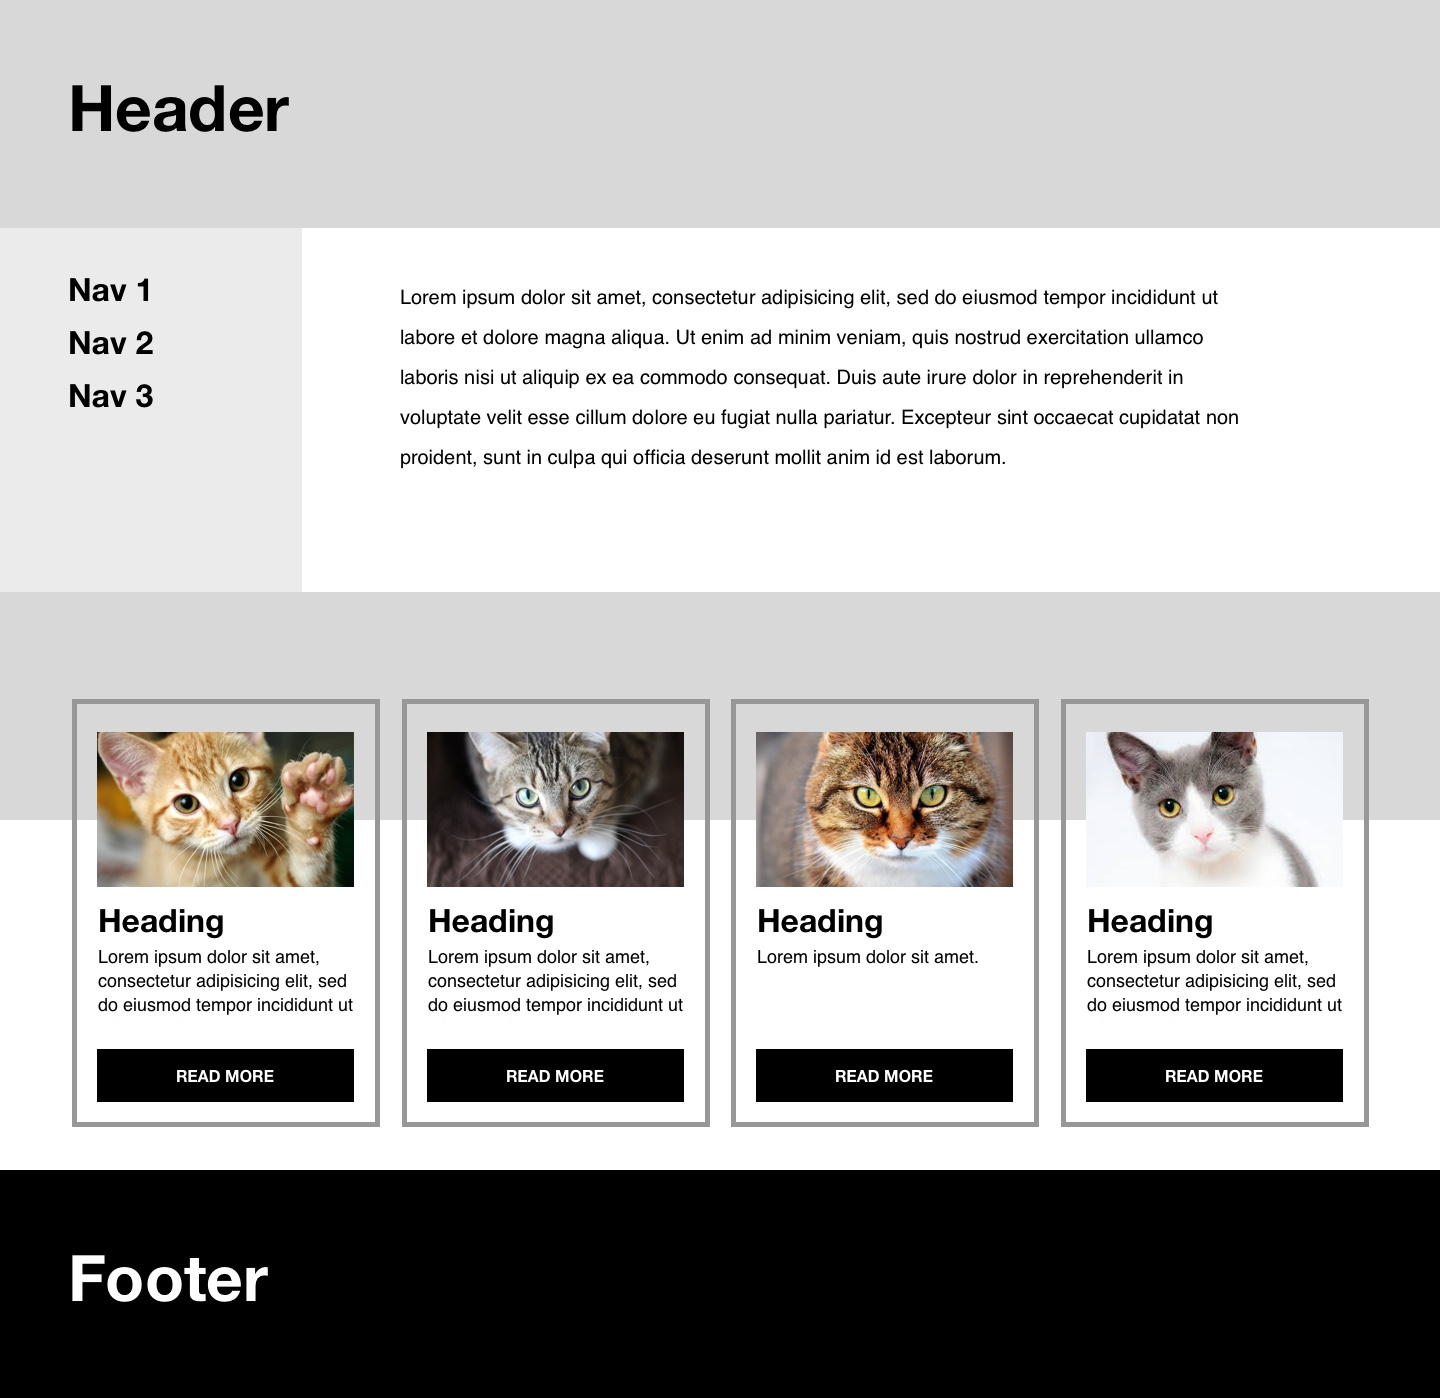 Header
Nav 1
Nav 2
Nav 3
Lorem ipsum dolor sit amet, consectetur adipisicing elit, sed do eiusmod tempor incididunt ut
labore et dolore magna aliqua. Ut enim ad minim veniam, quis nostrud exercitation ullamco
laboris nisi ut aliquip ex ea commodo consequat. Duis aute irure dolor in reprehenderit in
voluptate velit esse cillum dolore eu fugiat nulla pariatur. Excepteur sint occaecat cupidatat non
proident, sunt in culpa qui officia deserunt mollit anim id est laborum.
Heading
Lorem ipsum dolor sit amet,
consectetur adipisicing elit, sed
do eiusmod tempor incididunt ut
READ MORE
Heading
Lorem ipsum dolor sit amet,
consectetur adipisicing elit, sed
do eiusmod tempor incididunt ut
READ MORE
Heading
Lorem ipsum dolor sit amet.
READ MORE
Heading
Lorem ipsum dolor sit amet,
consectetur adipisicing elit, sed
do eiusmod tempor incididunt ut
READ MORE
Footer